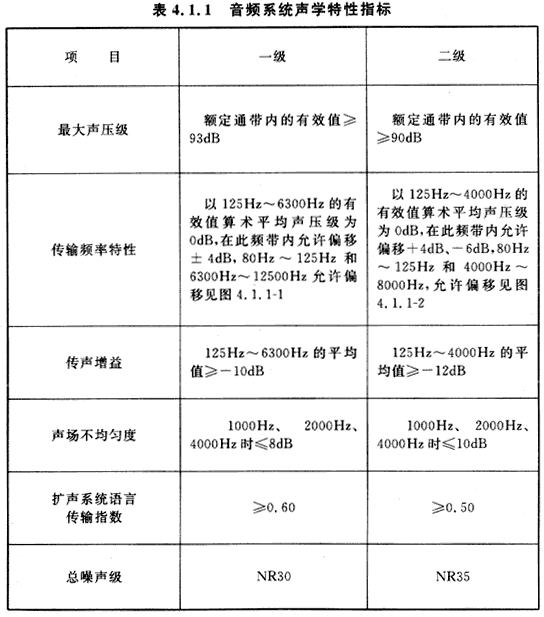 表 4.1.1 音频系统声学特性指标
项 目
一级
二级
最大声压级
额定通带内的有效值≥
93dB
额定通带内的有效值
≥90dB
传输频率特性
以 125Hz～6300Hz 的有
效值算术平均声压级为
0dB,在此频带内允许偏移
± 4dB, 80Hz ～ 125Hz 和
6300Hz～12500Hz 允许偏
移见图 4.1.1-1
以 125Hz～4000Hz 的
有效值算术平均声压级
为 0dB,在此频带内允许
偏移＋4dB、－6dB,80Hz
～ 125Hz 和 4000Hz ～
8000Hz,允许偏移见图
4.1.1-2
传声增益
125Hz～6300Hz 的平均
值≥－10dB
125Hz～4000Hz 的平
均值≥－12dB
声场不均匀度
1000Hz、 2000Hz、
4000Hz 时≤8dB
1000Hz、 2000Hz、
4000Hz 时≤10dB
扩声系统语言
传输指数
≥0.60
≥0.50
总噪声级
NR30
NR35